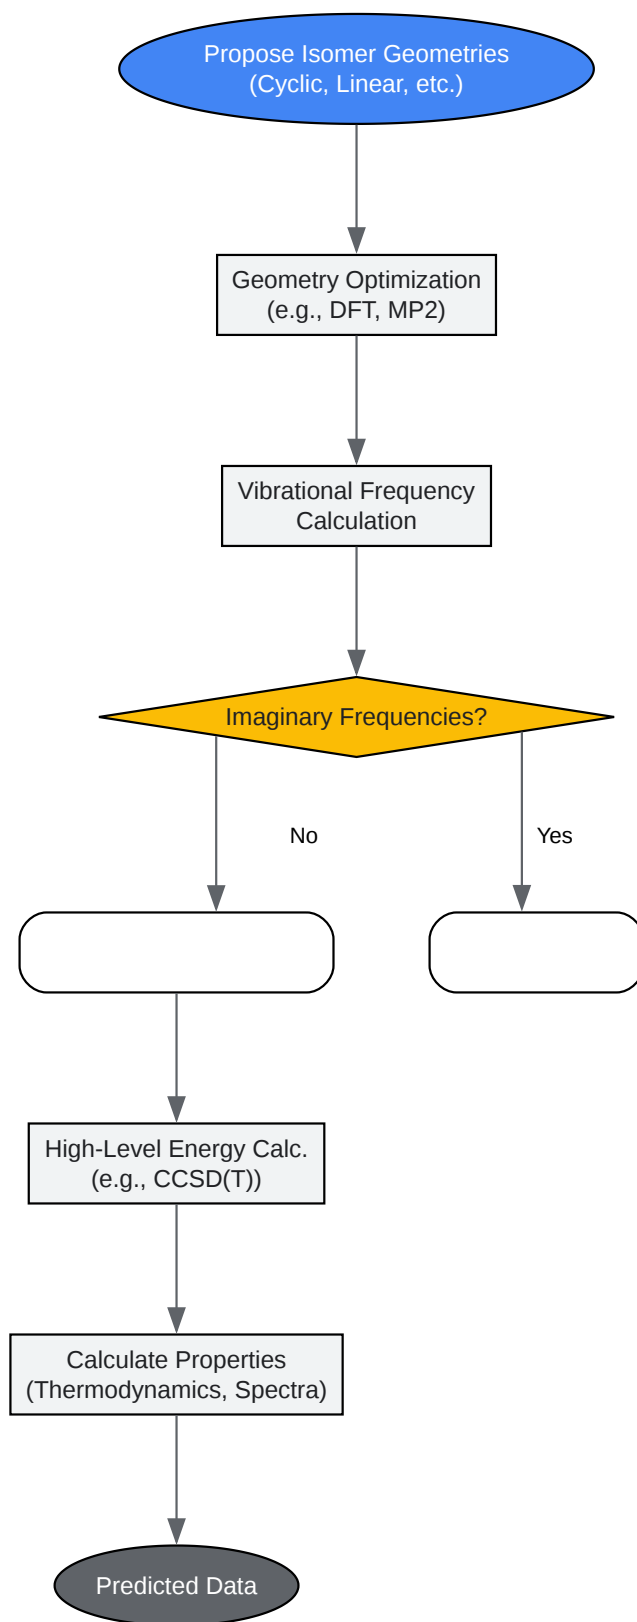 Propose Isomer Geometries
(Cyclic, Linear, etc.)
Geometry Optimization
(e.g., DFT, MP2)
Vibrational Frequency
Calculation
Imaginary Frequencies?
No
Yes
High-Level Energy Calc.
(e.g., CCSD(T))
Calculate Properties
(Thermodynamics, Spectra)
Predicted Data